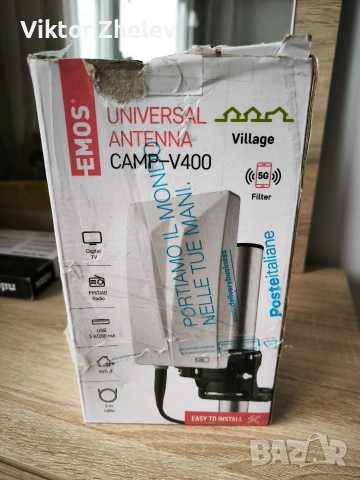 Viktor Zhelev
EMOS
UNIVERSAL
ANTENNA
CAMP-V400
Village
5G
Filter
Digital
TV
FM/DAB
Radio
USB
5 V/200 mA
PORTIAMO IL MONDO
NELLE TUE MANI.
Posteitaliane
EASY TO INSTALL
BAZAR